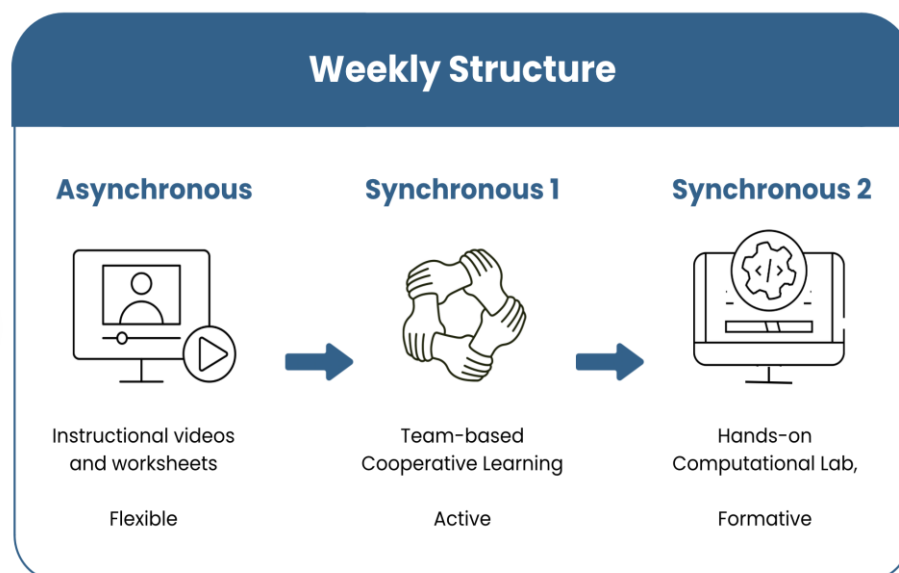 Weekly Structure
Asynchronous
Synchronous 1
Synchronous 2
</>
Instructional videos
and worksheets
Flexible
Team-based
Cooperative Learning
Active
Hands-on
Computational Lab,
Formative